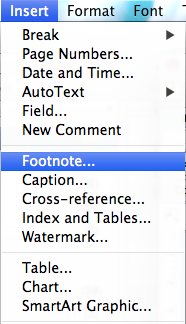 Insert Format Font
Break
Page Numbers...
Date and Time...
AutoText
Field...
New Comment
Footnote...
Caption...
Cross-reference...
Index and Tables...
Watermark...
Table...
Chart...
SmartArt Graphic...